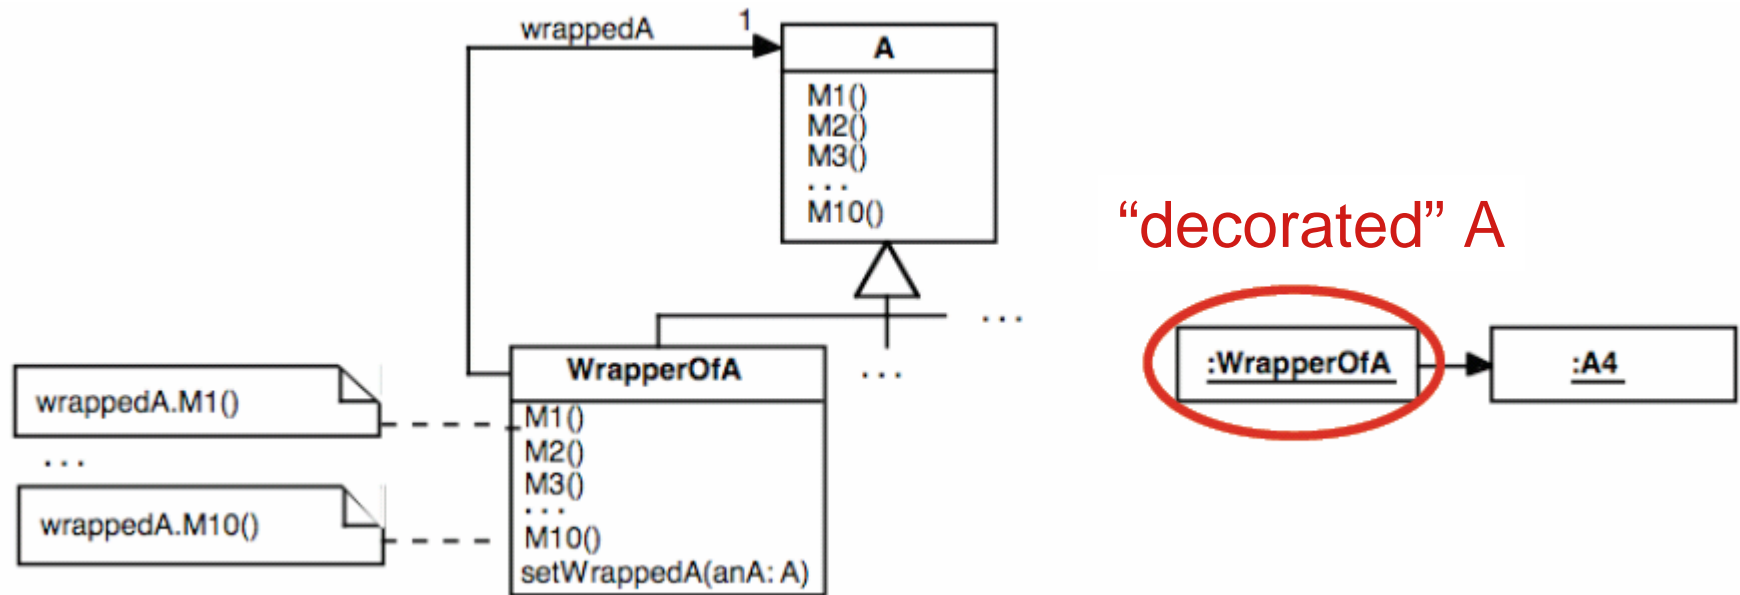 wrappedA
1
A
M1()
M2()
M3()
...
M10()
“decorated” A
...
WrapperOfA
...
:WrapperOfA
:A4
wrappedA.M1()
...
wrappedA.M10()
M1()
M2()
M3()
...
M10()
setWrappedA(anA: A)